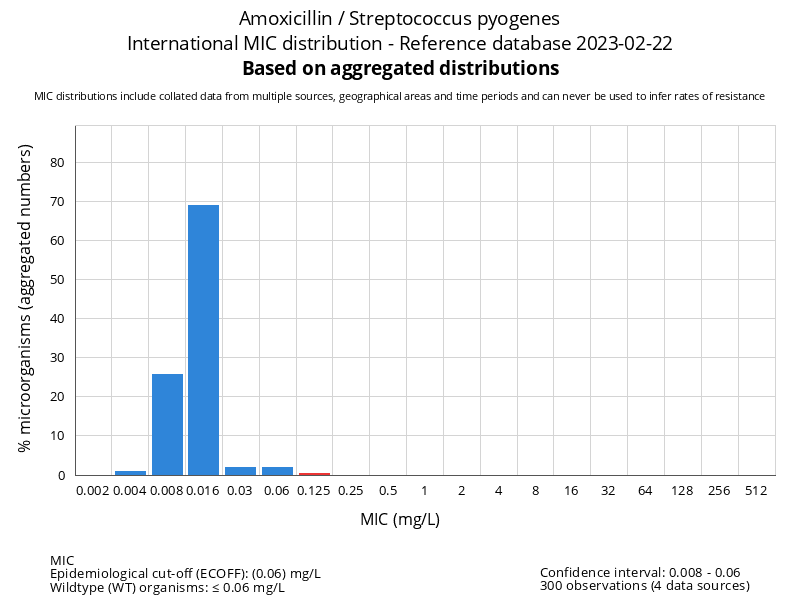 Amoxicillin / Streptococcus pyogenes
International MIC distribution - Reference database 2023-02-22
Based on aggregated distributions
MIC distributions include collated data from multiple sources, geographical areas and time periods and can never be used to infer rates of resistance
% microorganisms (aggregated numbers)
80
70
60
50
40
30
20
10
0
0.002 0.004 0.008 0.016 0.03 0.06 0.125 0.25 0.5 1 2 4 8 16 32 64 128 256 512
MIC (mg/L)
MIC
Epidemiological cut-off (ECOFF): (0.06) mg/L
Wildtype (WT) organisms: ≤ 0.06 mg/L
Confidence interval: 0.008 - 0.06
300 observations (4 data sources)